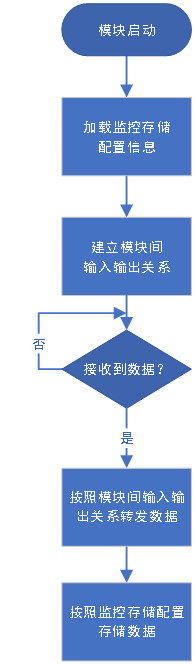 模块启动
加载监控存储
配置信息
建立模块间
输入输出关系
接收到数据？
否
是
按照模块间输入输
出关系转发数据
按照监控存储配置
存储数据